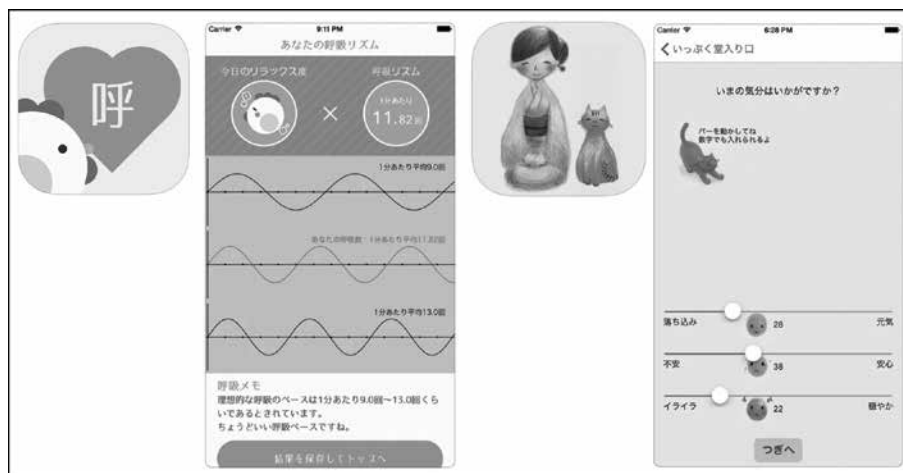 呼
Carrier 9:11 PM
あなたの呼吸リズム
今日のリラックス度
呼吸リズム
×
1分あたり
11.82回
1分あたり平均9.0回
あなたの呼吸数・1分あたり平均11.82回
1分あたり平均13.0回
呼吸メモ
理想的な呼吸のペースは1分あたり9.0回〜13.0回くら
いであるとされています。
ちょうどいい呼吸ペースですね。
結果を保存してトップへ
Carrier 6:28 PM
いっぷく堂入り口
いまの気分はいかがですか？
バーを動かしてね
数字でも入れられるよ
落ち込み 28 元気
不安 38 安心
イライラ 22 穏やか
つぎへ